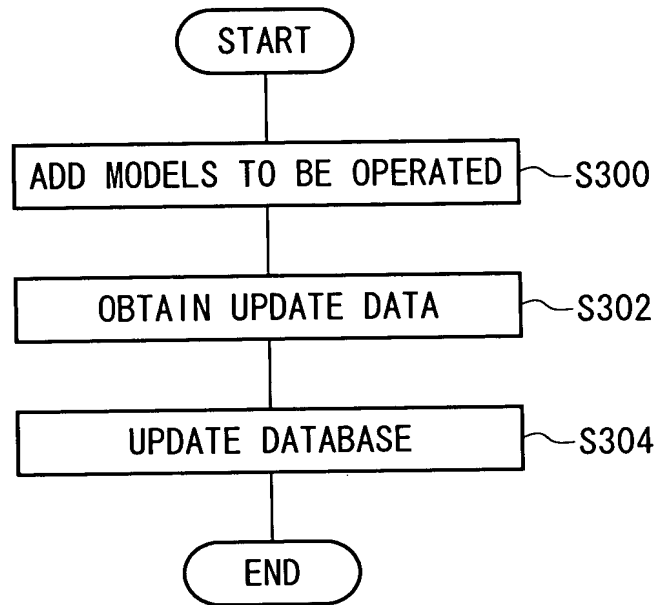 START
ADD MODELS TO BE OPERATED
S300
OBTAIN UPDATE DATA
S302
UPDATE DATABASE
S304
END